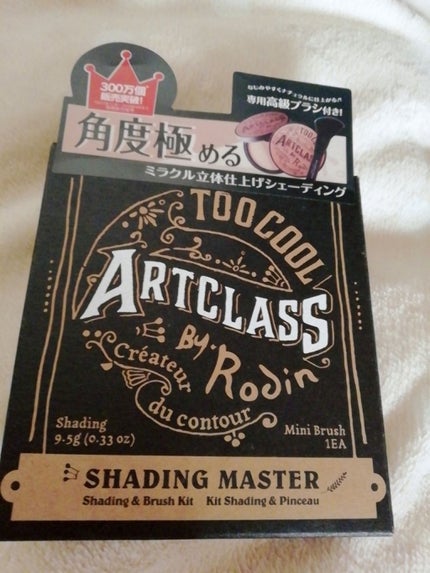 300万個
販売突破!
なじみやすくナチュラルに仕上がる!!
専用高級ブラシ付き!
角度極める
ミラクル立体仕上げシェーディング
TOO COOL
ARTCLASS
By. Rodin
Créateur
du contour
Shading
9.5g (0.33 oz)
Mini Brush
1EA
SHADING MASTER
Shading & Brush Kit Kit Shading & Pinceau